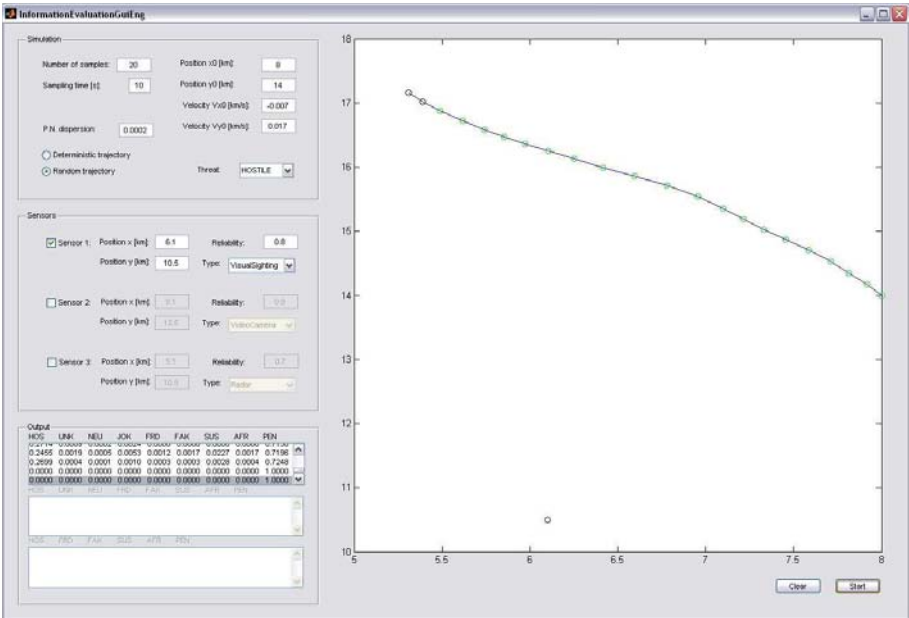 InformationEvaluationGuiEng
Simulation
Number of samples: 20 Position x0 [km]: 8
Sampling time [s]: 10 Position y0 [km]: 14
Velocity Vx0 [km/s]: -0.007
P.N. dispersion: 0.0002 Velocity Vy0 [km/s]: 0.017
Deterministic trajectory
Random trajectory Threat: HOSTILE
Sensors
Sensor 1: Position x [km]: 6.1 Reliability: 0.8
Position y [km]: 10.5 Type: VisualSighting
Sensor 2: Position x [km]: Reliability:
Position y [km]: Type: VideoCamera
Sensor 3: Position x [km]: Reliability: 0.7
Position y [km]: 10.9 Type: Radar
Output
HOS UNK NEU JOK FRD FAK SUS AFR PEN
0.2455 0.0019 0.0005 0.0053 0.0012 0.0017 0.0227 0.0017 0.7196
0.2699 0.0004 0.0001 0.0010 0.0003 0.0003 0.0028 0.0004 0.7248
0.0000 0.0000 0.0000 0.0000 0.0000 0.0000 0.0000 0.0000 1.0000
0.0000 0.0000 0.0000 0.0000 0.0000 0.0000 0.0000 0.0000 1.0000
HOS UNK NEU FRD FAK SUS AFR PEN
HOS FRD FAK SUS AFR PEN
18
17
16
15
14
13
12
11
10
5 5.5 6 6.5 7 7.5 8
Clear Start